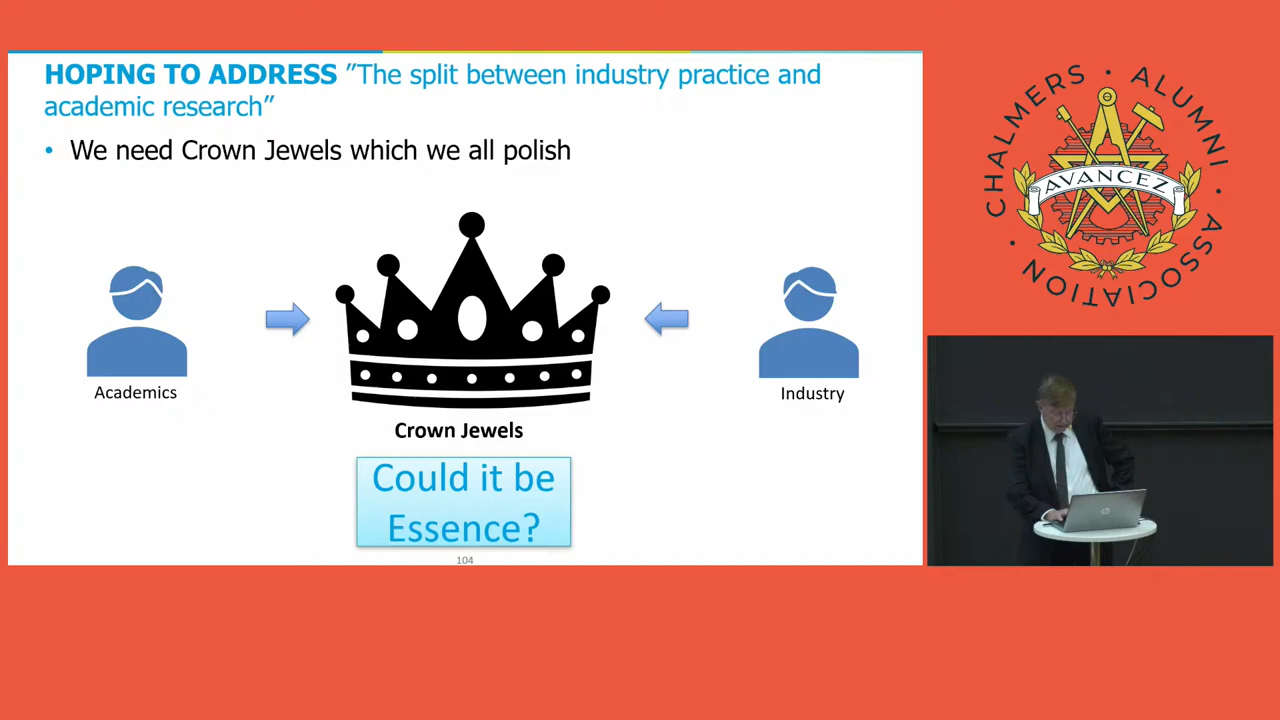 HOPING TO ADDRESS ”The split between industry practice and
academic research”
• We need Crown Jewels which we all polish
Academics
Industry
Crown Jewels
Could it be
Essence?
104
CHALMERS • ALUMNI • ASSOCIATION •
AVANCEZ
hp